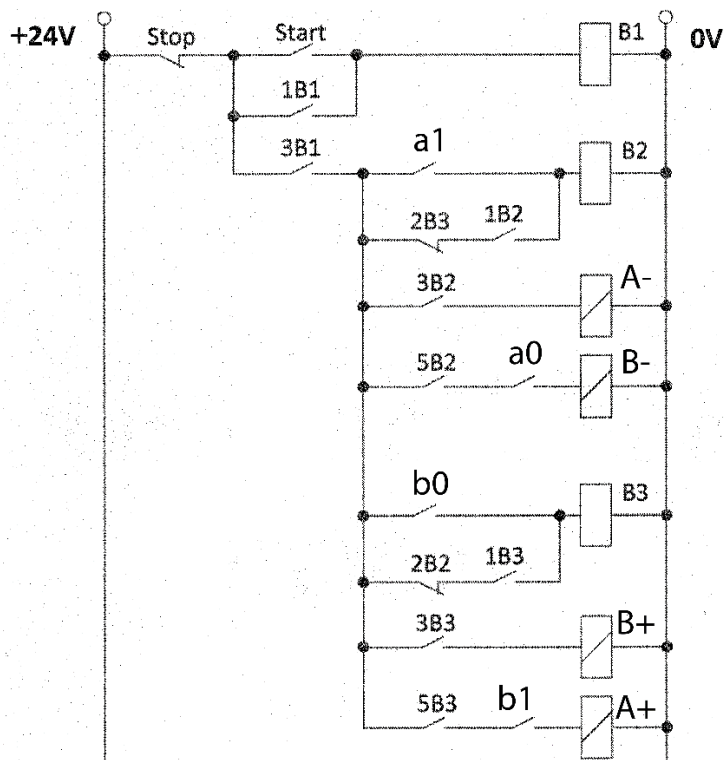 +24V Stop Start B1 0V
1B1
3B1 a1 B2
2B3 1B2
3B2 A-
5B2 a0 B-
b0 B3
2B2 1B3
3B3 B+
5B3 b1 A+